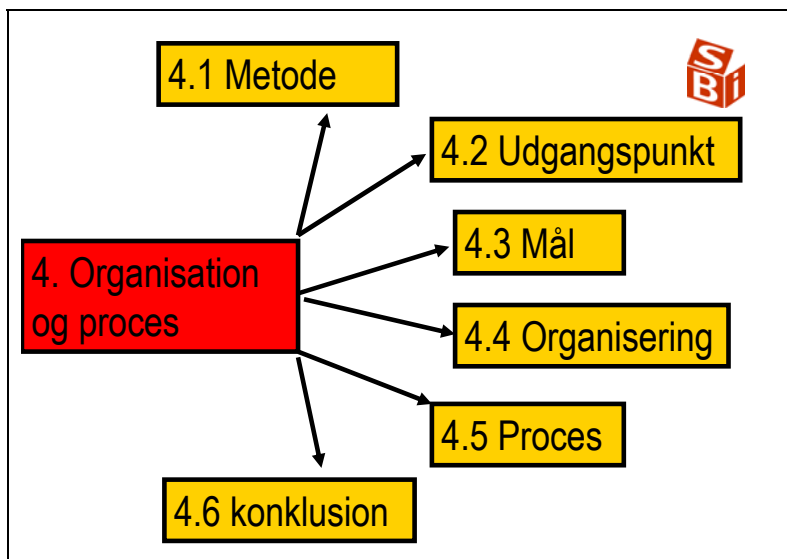 4.1 Metode
SBi
4.2 Udgangspunkt
4.3 Mål
4. Organisation
og proces
4.4 Organisering
4.5 Proces
4.6 konklusion